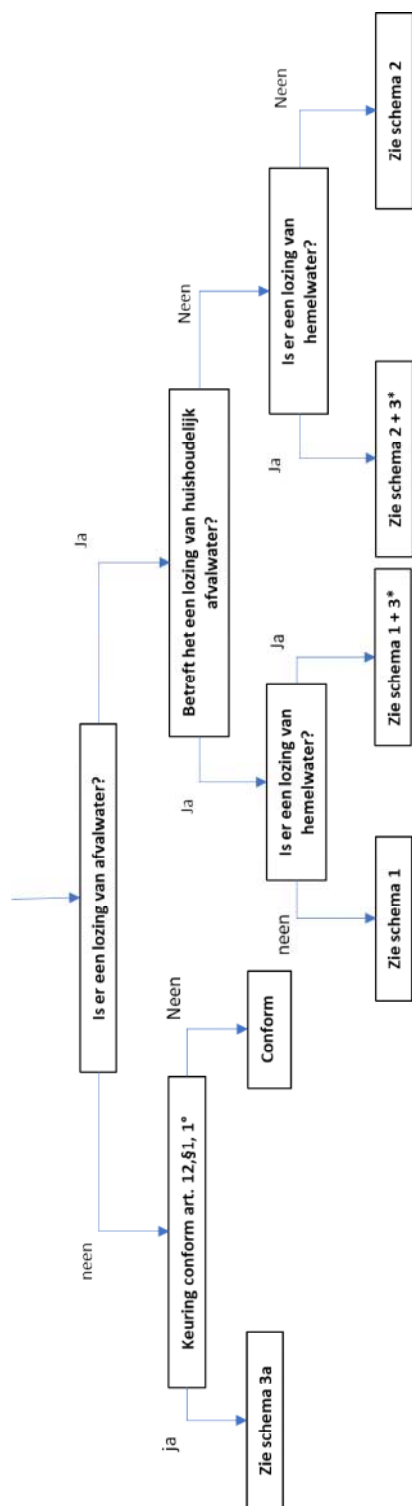 Is er een lozing van afvalwater?
neen
Ja
Keuring conform art. 12,§1, 1°
Betreft het een lozing van huishoudelijk
afvalwater?
ja
Neen
Ja
Neen
Zie schema 3a
Conform
Is er een lozing van
hemelwater?
Is er een lozing van
hemelwater?
neen
Ja
Ja
Neen
Zie schema 1
Zie schema 1 + 3*
Zie schema 2 + 3*
Zie schema 2